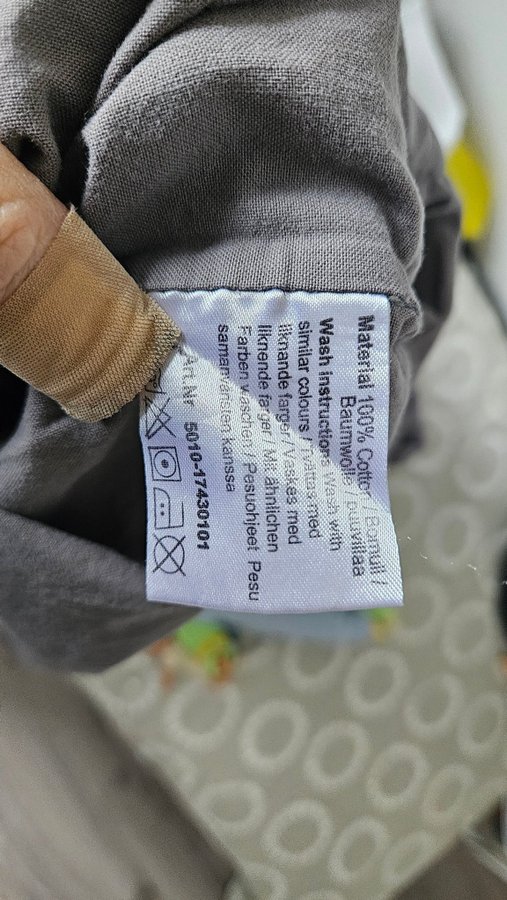 Material 100% Cotton / Bomull /
Baumwolle / puuvillaa
Wash instructions Wash with
similar colours / Tvättas med
liknande färger / Vaskes med
liknende farger / Mit ähnlichen
Farben waschen / Pesuohjeet Pesu
samanväristen kanssa
Art.Nr 5010-17430101